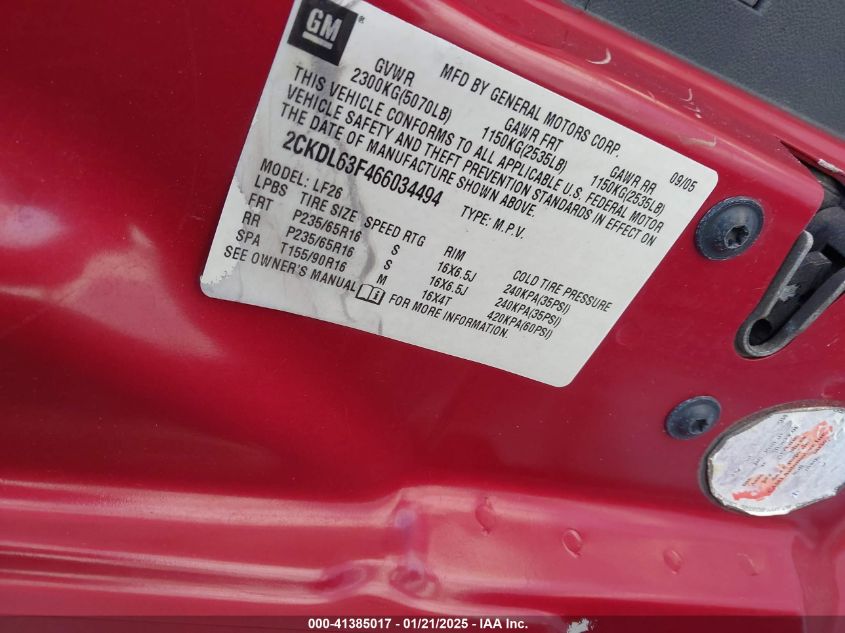 GM
MFD BY GENERAL MOTORS CORP. 09/05
GVWR GAWR FRT GAWR RR
2300KG(5070LB) 1150KG(2535LB) 1150KG(2535LB)
THIS VEHICLE CONFORMS TO ALL APPLICABLE U.S. FEDERAL MOTOR
VEHICLE SAFETY AND THEFT PREVENTION STANDARDS IN EFFECT ON
THE DATE OF MANUFACTURE SHOWN ABOVE.
2CKDL63F466034494 TYPE: M.P.V.
MODEL: LF26
LPBS TIRE SIZE SPEED RTG RIM COLD TIRE PRESSURE
FRT P235/65R16 S 16X6.5J 240KPA(35PSI)
RR P235/65R16 S 16X6.5J 240KPA(35PSI)
SPA T155/90R16 M 16X4T 420KPA(60PSI)
SEE OWNER'S MANUAL FOR MORE INFORMATION.
000-41385017 - 01/21/2025 - IAA Inc.